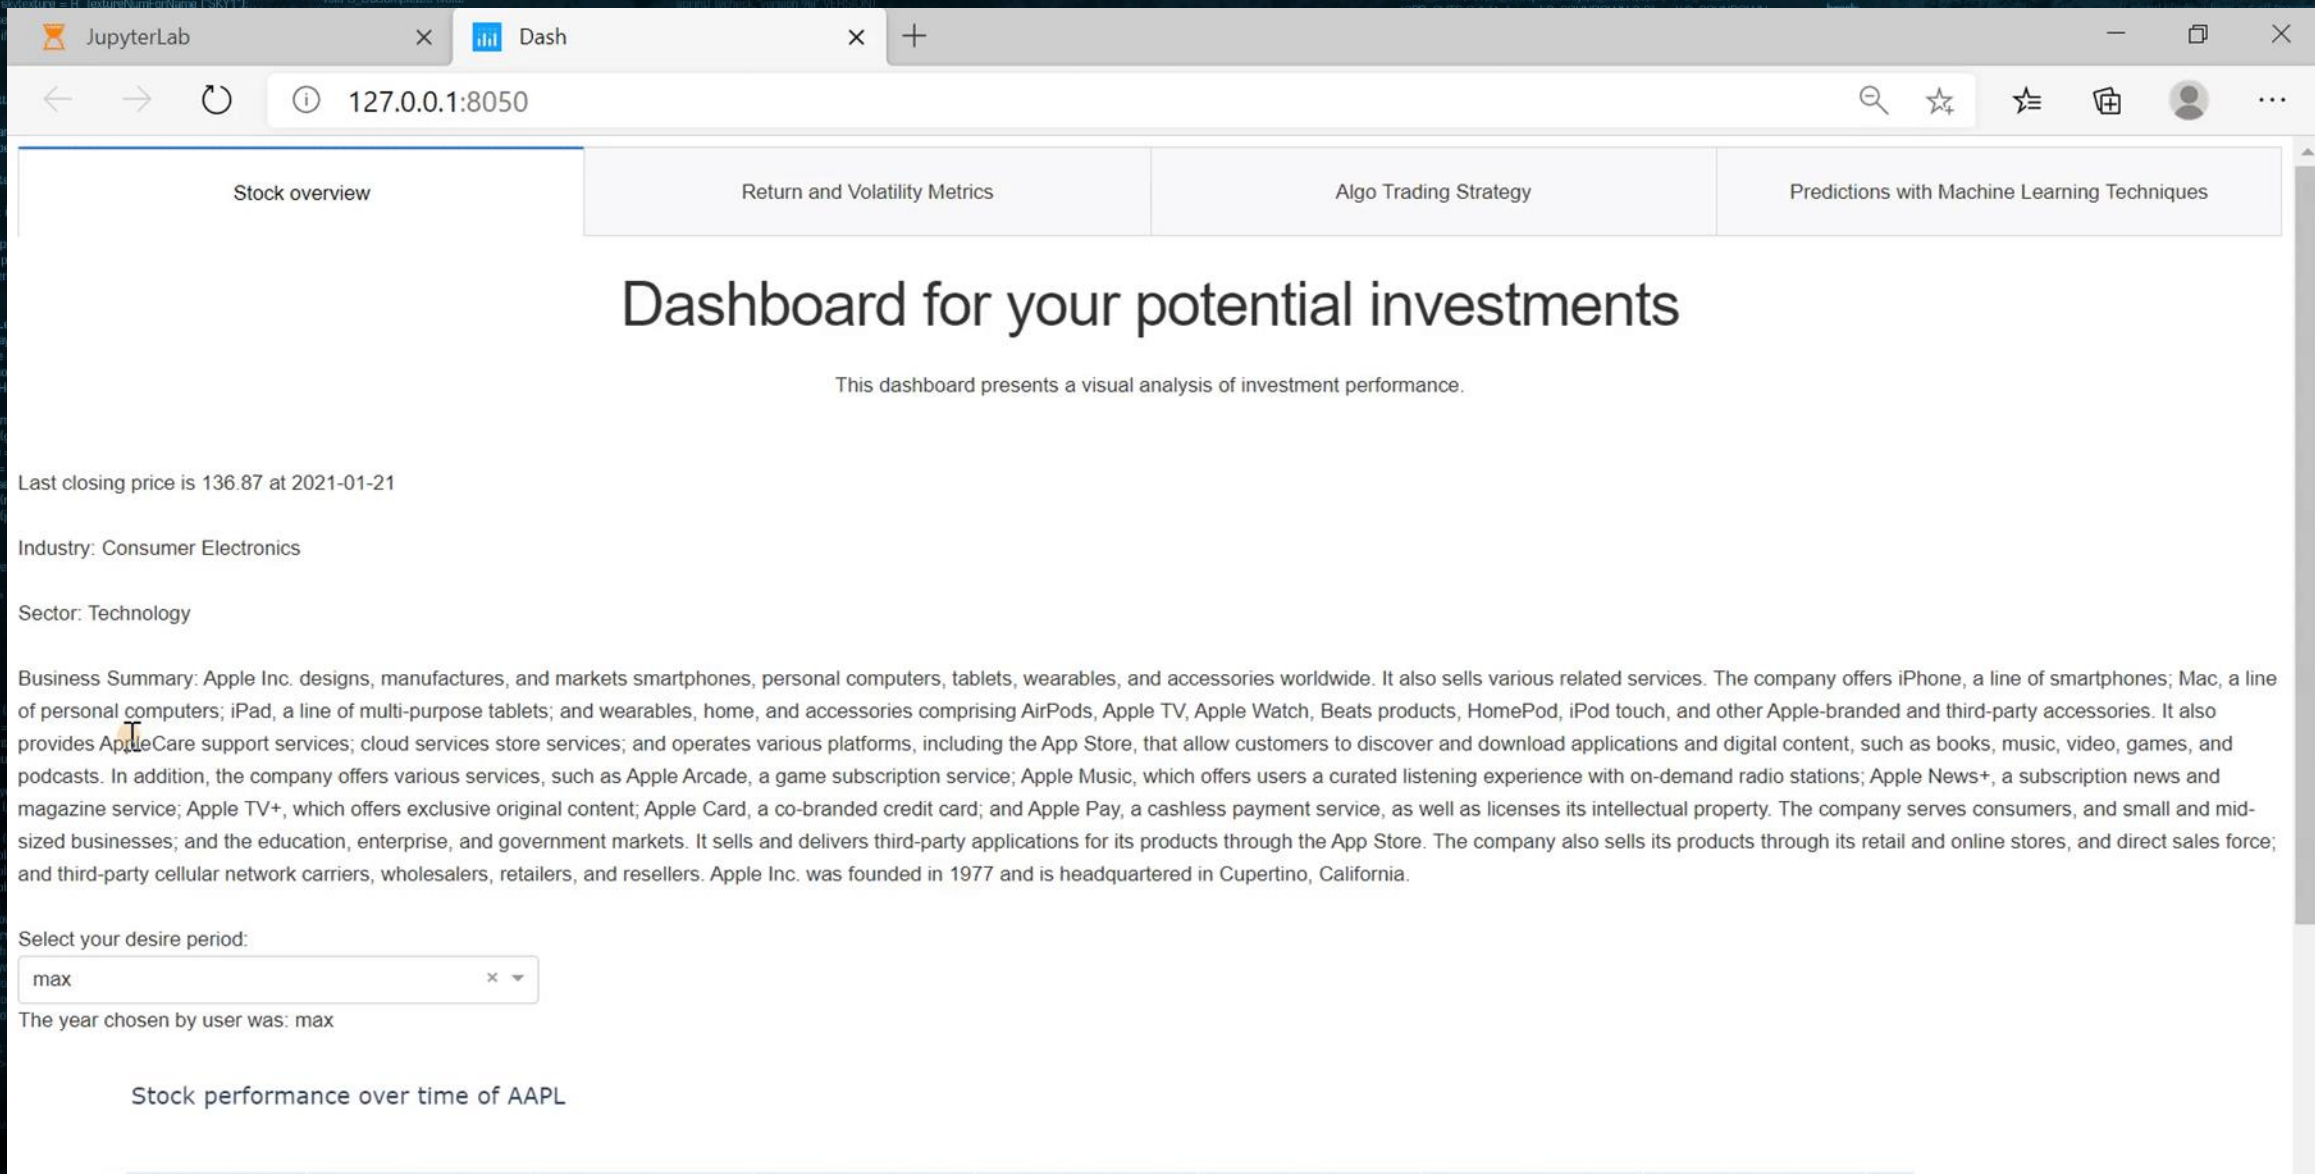 JupyterLab
Dash
127.0.0.1:8050
Stock overview
Return and Volatility Metrics
Algo Trading Strategy
Predictions with Machine Learning Techniques
Dashboard for your potential investments
This dashboard presents a visual analysis of investment performance.
Last closing price is 136.87 at 2021-01-21
Industry: Consumer Electronics
Sector: Technology
Business Summary: Apple Inc. designs, manufactures, and markets smartphones, personal computers, tablets, wearables, and accessories worldwide. It also sells various related services. The company offers iPhone, a line of smartphones; Mac, a line
of personal computers; iPad, a line of multi-purpose tablets; and wearables, home, and accessories comprising AirPods, Apple TV, Apple Watch, Beats products, HomePod, iPod touch, and other Apple-branded and third-party accessories. It also
provides AppleCare support services; cloud services store services; and operates various platforms, including the App Store, that allow customers to discover and download applications and digital content, such as books, music, video, games, and
podcasts. In addition, the company offers various services, such as Apple Arcade, a game subscription service; Apple Music, which offers users a curated listening experience with on-demand radio stations; Apple News+, a subscription news and
magazine service; Apple TV+, which offers exclusive original content; Apple Card, a co-branded credit card; and Apple Pay, a cashless payment service, as well as licenses its intellectual property. The company serves consumers, and small and mid-
sized businesses; and the education, enterprise, and government markets. It sells and delivers third-party applications for its products through the App Store. The company also sells its products through its retail and online stores, and direct sales force;
and third-party cellular network carriers, wholesalers, retailers, and resellers. Apple Inc. was founded in 1977 and is headquartered in Cupertino, California.
Select your desire period:
max
The year chosen by user was: max
Stock performance over time of AAPL